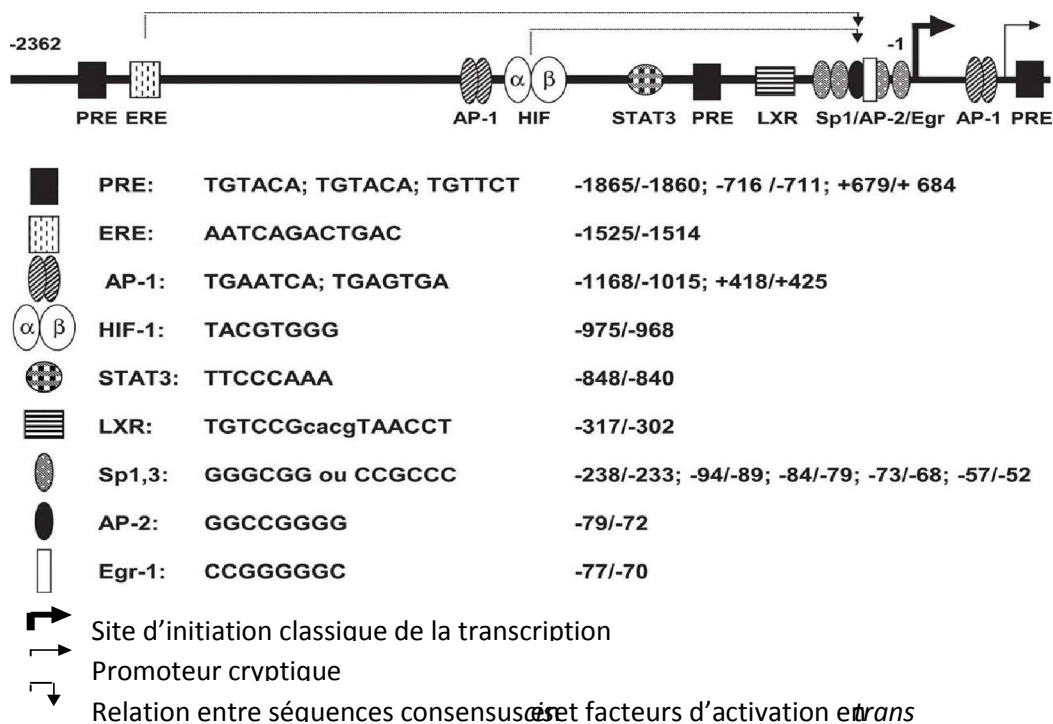 -2362
-1
PRE ERE AP-1 HIF STAT3 PRE LXR Sp1/AP-2/Egr AP-1 PRE
α β
PRE: TGTACA; TGTACA; TGTTCT -1865/-1860; -716 /-711; +679/+ 684
ERE: AATCAGACTGAC -1525/-1514
AP-1: TGAATCA; TGAGTGA -1168/-1015; +418/+425
α β HIF-1: TACGTGGG -975/-968
STAT3: TTCCCAAA -848/-840
LXR: TGTCCGcacgTAACCT -317/-302
Sp1,3: GGGCGG ou CCGCCC -238/-233; -94/-89; -84/-79; -73/-68; -57/-52
AP-2: GGCCGGGG -79/-72
Egr-1: CCGGGGGC -77/-70
Site d'initiation classique de la transcription
Promoteur cryptique
Relation entre séquences consensus et facteurs d'activation en trans